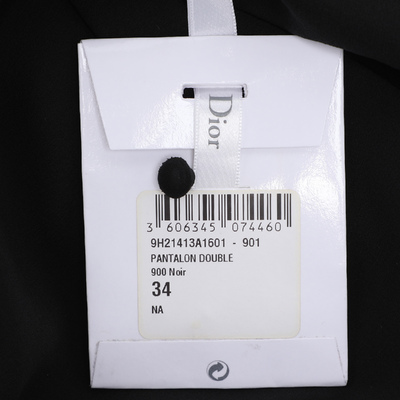 Dior
3 606345 074460
9H21413A1601 - 901
PANTALON DOUBLE
900 Noir
34
NA